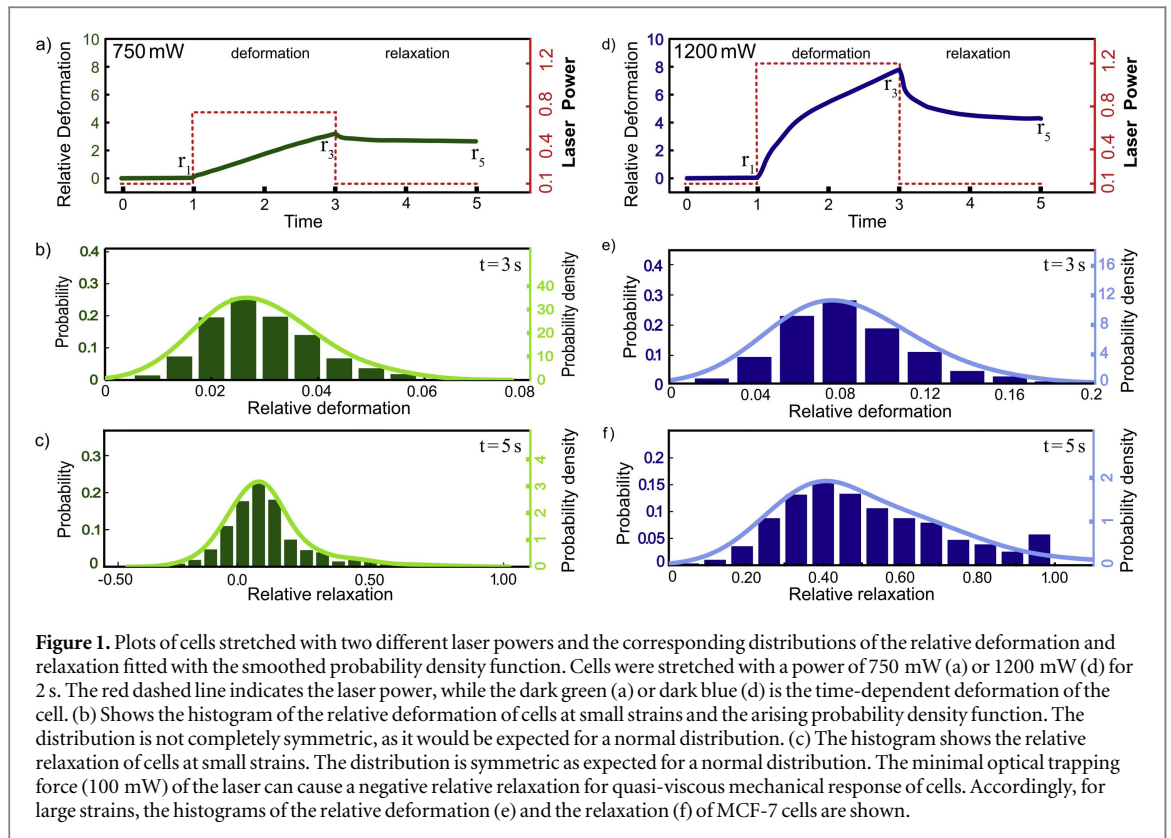 a)
750 mW
deformation
relaxation
Relative Deformation
10
8
6
4
2
0
r1
r3
r5
0
1
2
3
4
5
Time
1.2
0.8
0.4
0.1
Laser Power
d)
1200 mW
deformation
relaxation
Relative Deformation
10
8
6
4
2
0
r1
r3
r5
0
1
2
3
4
5
Time
1.2
0.8
0.4
0.1
Laser Power
b)
t = 3 s
Probability
0.4
0.3
0.2
0.1
0
0
0.02
0.04
0.06
0.08
Relative deformation
40
30
20
10
0
Probability density
e)
t = 3 s
Probability
0.4
0.3
0.2
0.1
0
0
0.04
0.08
0.12
0.16
0.2
Relative deformation
16
12
8
4
0
Probability density
c)
t = 5 s
Probability
0.3
0.2
0.1
0
-0.50
0.0
0.50
1.00
Relative relaxation
4
3
2
1
0
Probability density
f)
t = 5 s
Probability
0.2
0.15
0.1
0.05
0
0
0.20
0.40
0.60
0.80
1.00
Relative relaxation
2
1
0
Probability density
Figure 1. Plots of cells stretched with two different laser powers and the corresponding distributions of the relative deformation and
relaxation fitted with the smoothed probability density function. Cells were stretched with a power of 750 mW (a) or 1200 mW (d) for
2 s. The red dashed line indicates the laser power, while the dark green (a) or dark blue (d) is the time-dependent deformation of the
cell. (b) Shows the histogram of the relative deformation of cells at small strains and the arising probability density function. The
distribution is not completely symmetric, as it would be expected for a normal distribution. (c) The histogram shows the relative
relaxation of cells at small strains. The distribution is symmetric as expected for a normal distribution. The minimal optical trapping
force (100 mW) of the laser can cause a negative relative relaxation for quasi-viscous mechanical response of cells. Accordingly, for
large strains, the histograms of the relative deformation (e) and the relaxation (f) of MCF-7 cells are shown.